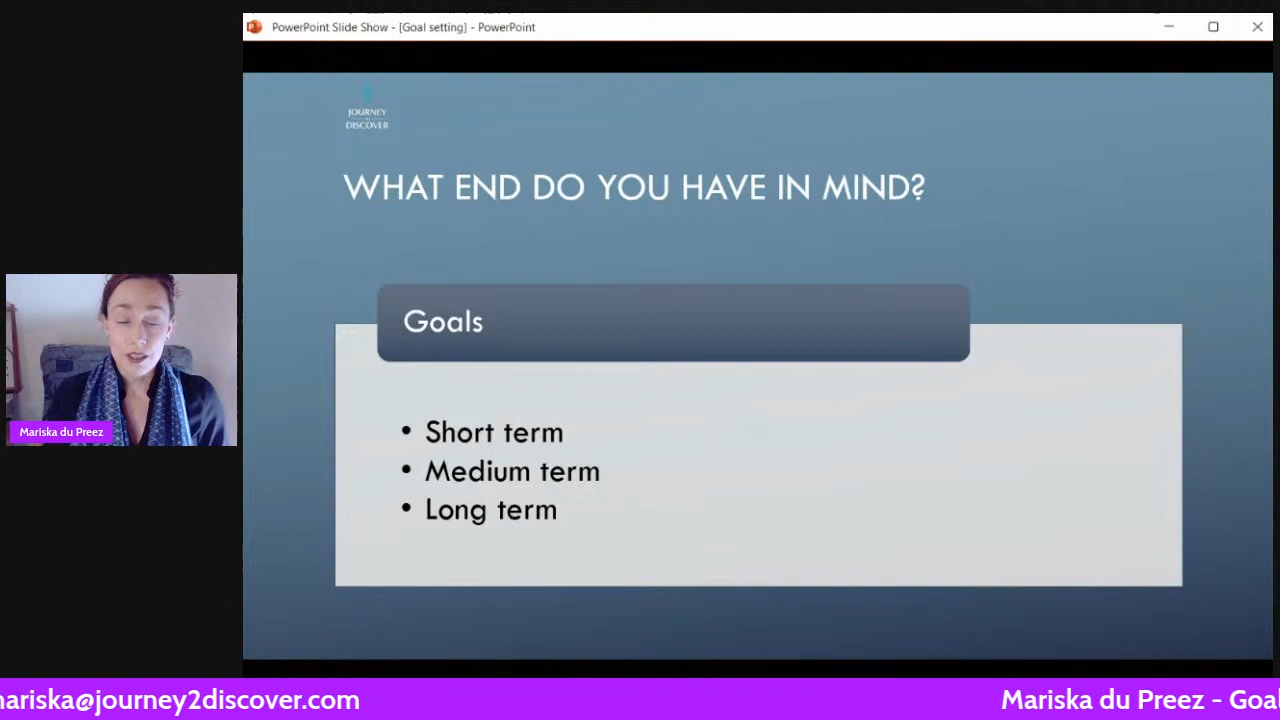 PowerPoint Slide Show - [Goal setting] - PowerPoint
JOURNEY
DISCOVER
WHAT END DO YOU HAVE IN MIND?
Goals
• Short term
• Medium term
• Long term
Mariska du Preez
mariska@journey2discover.com
Mariska du Preez - Goal